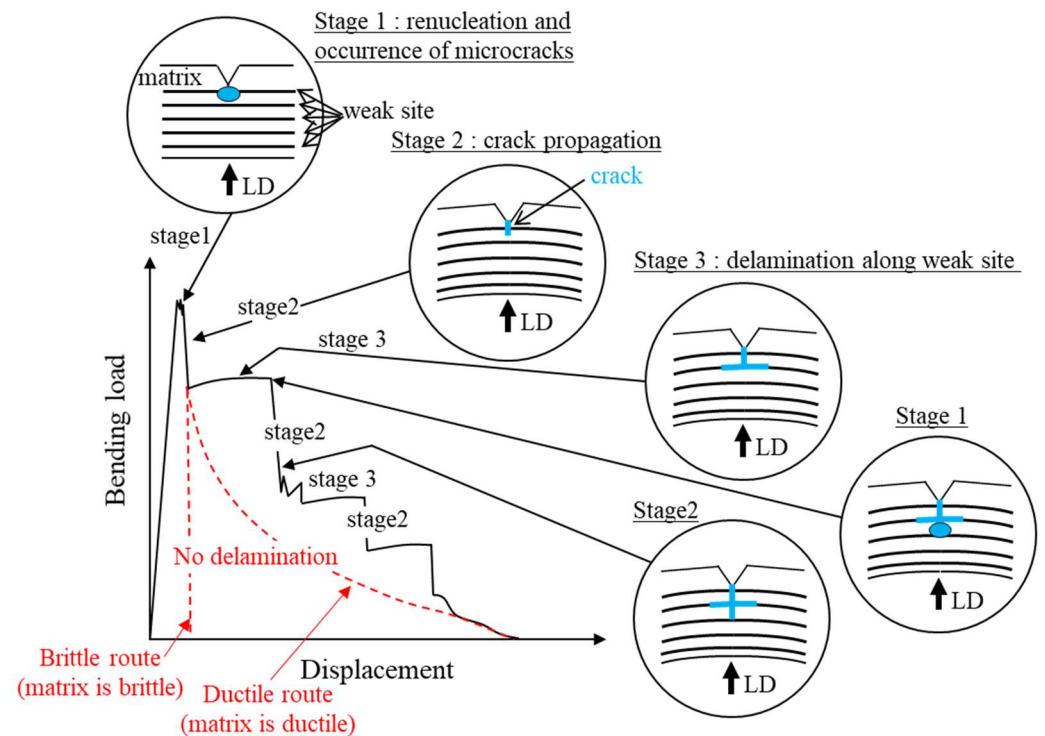 Stage 1 : renucleation and
occurrence of microcracks
matrix
weak site
LD
Stage 2 : crack propagation
crack
LD
stage1
Stage 3 : delamination along weak site
stage2
stage 3
LD
Stage 1
stage2
stage 3
Stage2
stage2
LD
No delamination
LD
Bending load
Displacement
Brittle route
(matrix is brittle)
Ductile route
(matrix is ductile)